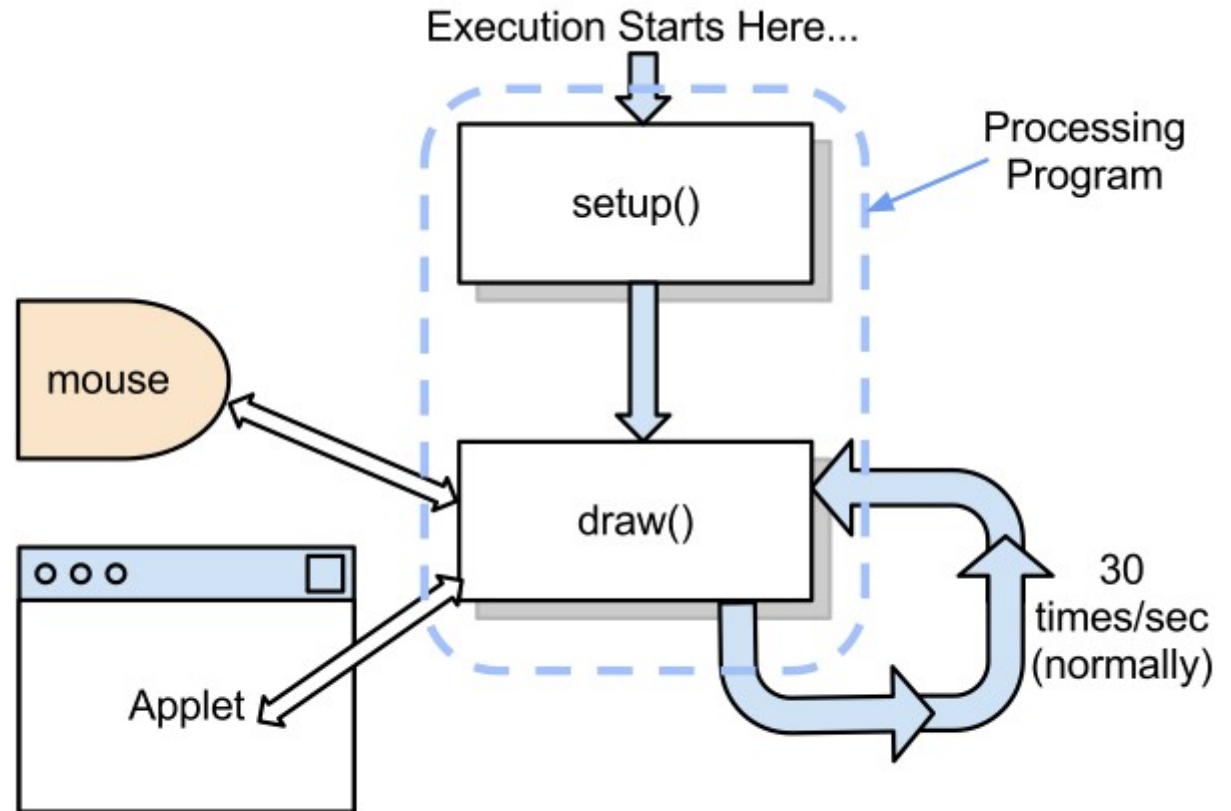 Execution Starts Here...
Processing
Program
setup()
mouse
draw()
30
times/sec
(normally)
Applet